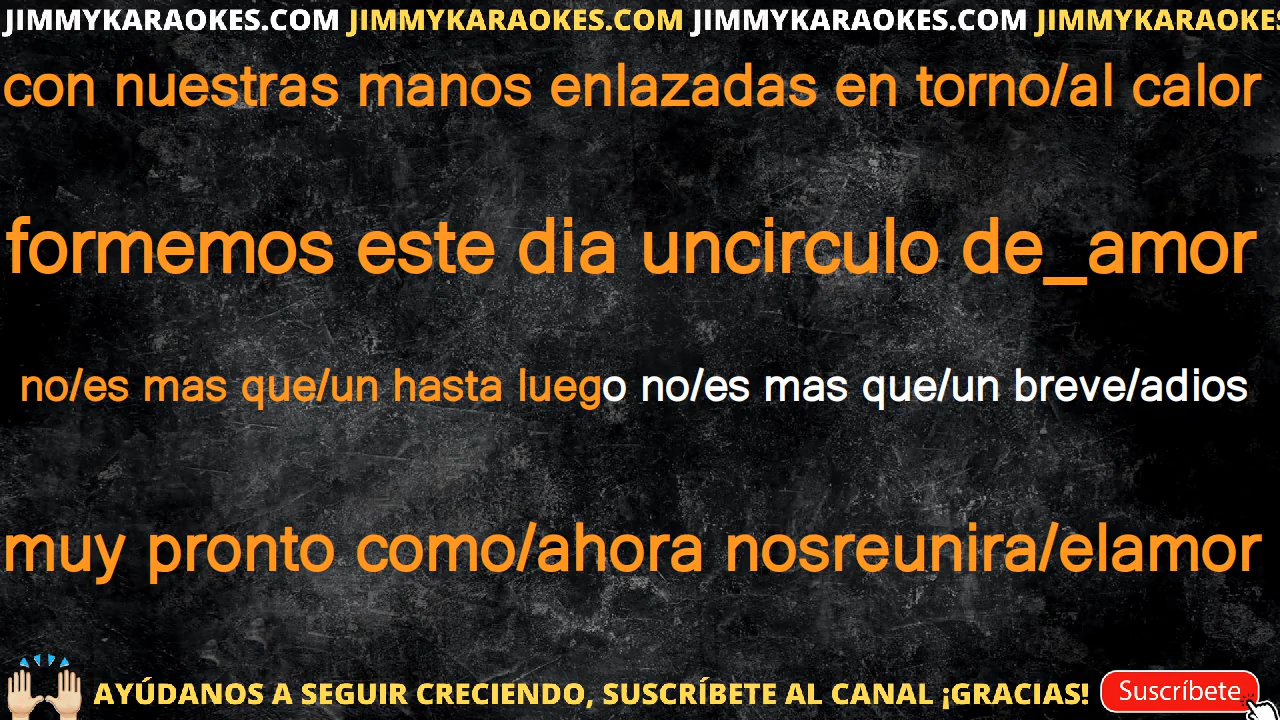 JIMMYKARAOKES.COM JIMMYKARAOKES.COM JIMMYKARAOKES.COM JIMMYKARAOKES
con nuestras manos enlazadas en torno/al calor
formemos este dia uncirculo de_amor
no/es mas que/un hasta luego no/es mas que/un breve/adios
muy pronto como/ahora nosreunira/elamor
AYÚDANOS A SEGUIR CRECIENDO, SUSCRÍBETE AL CANAL ¡GRACIAS! Suscríbete